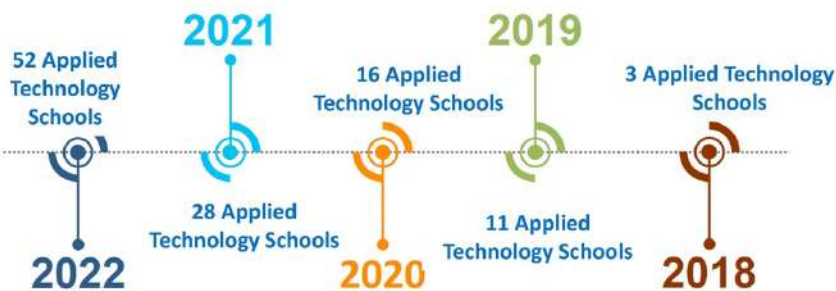 52 Applied
Technology
Schools
2022
2021
28 Applied
Technology Schools
16 Applied
Technology Schools
2020
2019
11 Applied
Technology Schools
3 Applied Technology
Schools
2018